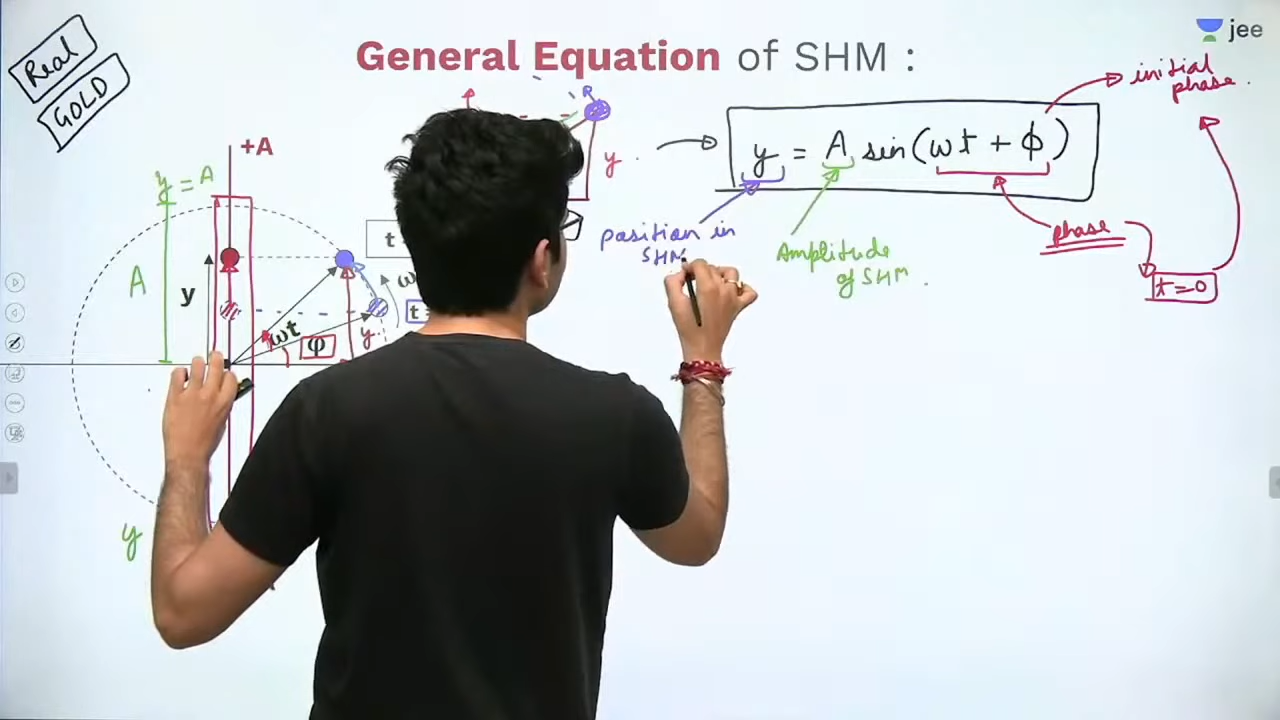 General Equation of SHM :
jee
Real
GOLD
initial
phase.
+A
y = A
y = A sin(ωt + ϕ)
y.
position in
SHM
Amplitude
of SHM.
phase
t=0
A
y
ωt
φ
y.
ω
t
t =
y